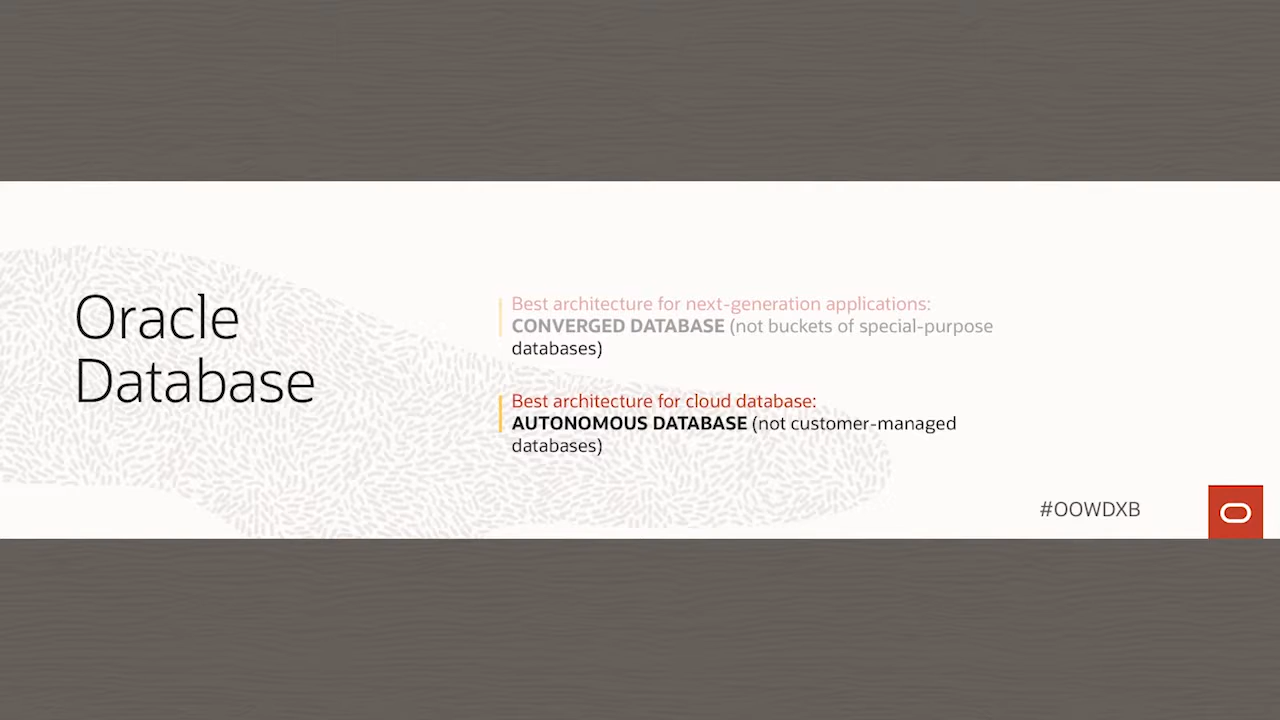 Oracle
Database
Best architecture for next-generation applications:
CONVERGED DATABASE (not buckets of special-purpose
databases)
Best architecture for cloud database:
AUTONOMOUS DATABASE (not customer-managed
databases)
#OOWDXB